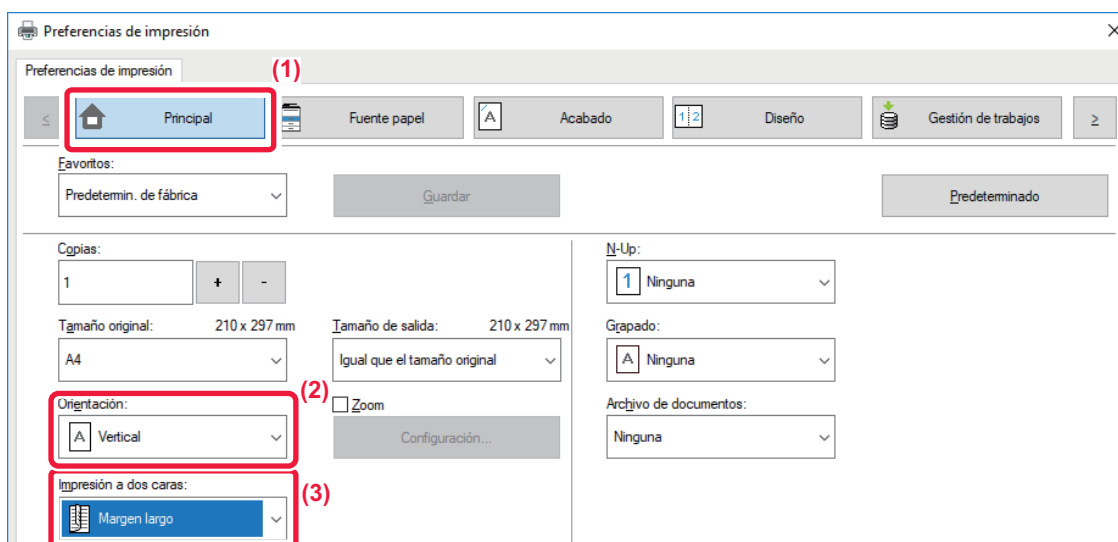 Preferencias de impresión
Preferencias de impresión
(1)
< Principal Fuente papel A Acabado 1 2 Diseño Gestión de trabajos >
Favoritos:
Predetermin. de fábrica Guardar Predeterminado
Copias: N-Up:
1 + - 1 Ninguna
Tamaño original: 210 x 297 mm Tamaño de salida: 210 x 297 mm Grapado:
A4 Igual que el tamaño original A Ninguna
(2)
Orientación: Zoom Archivo de documentos:
A Vertical Configuración... Ninguna
Impresión a dos caras: (3)
Margen largo